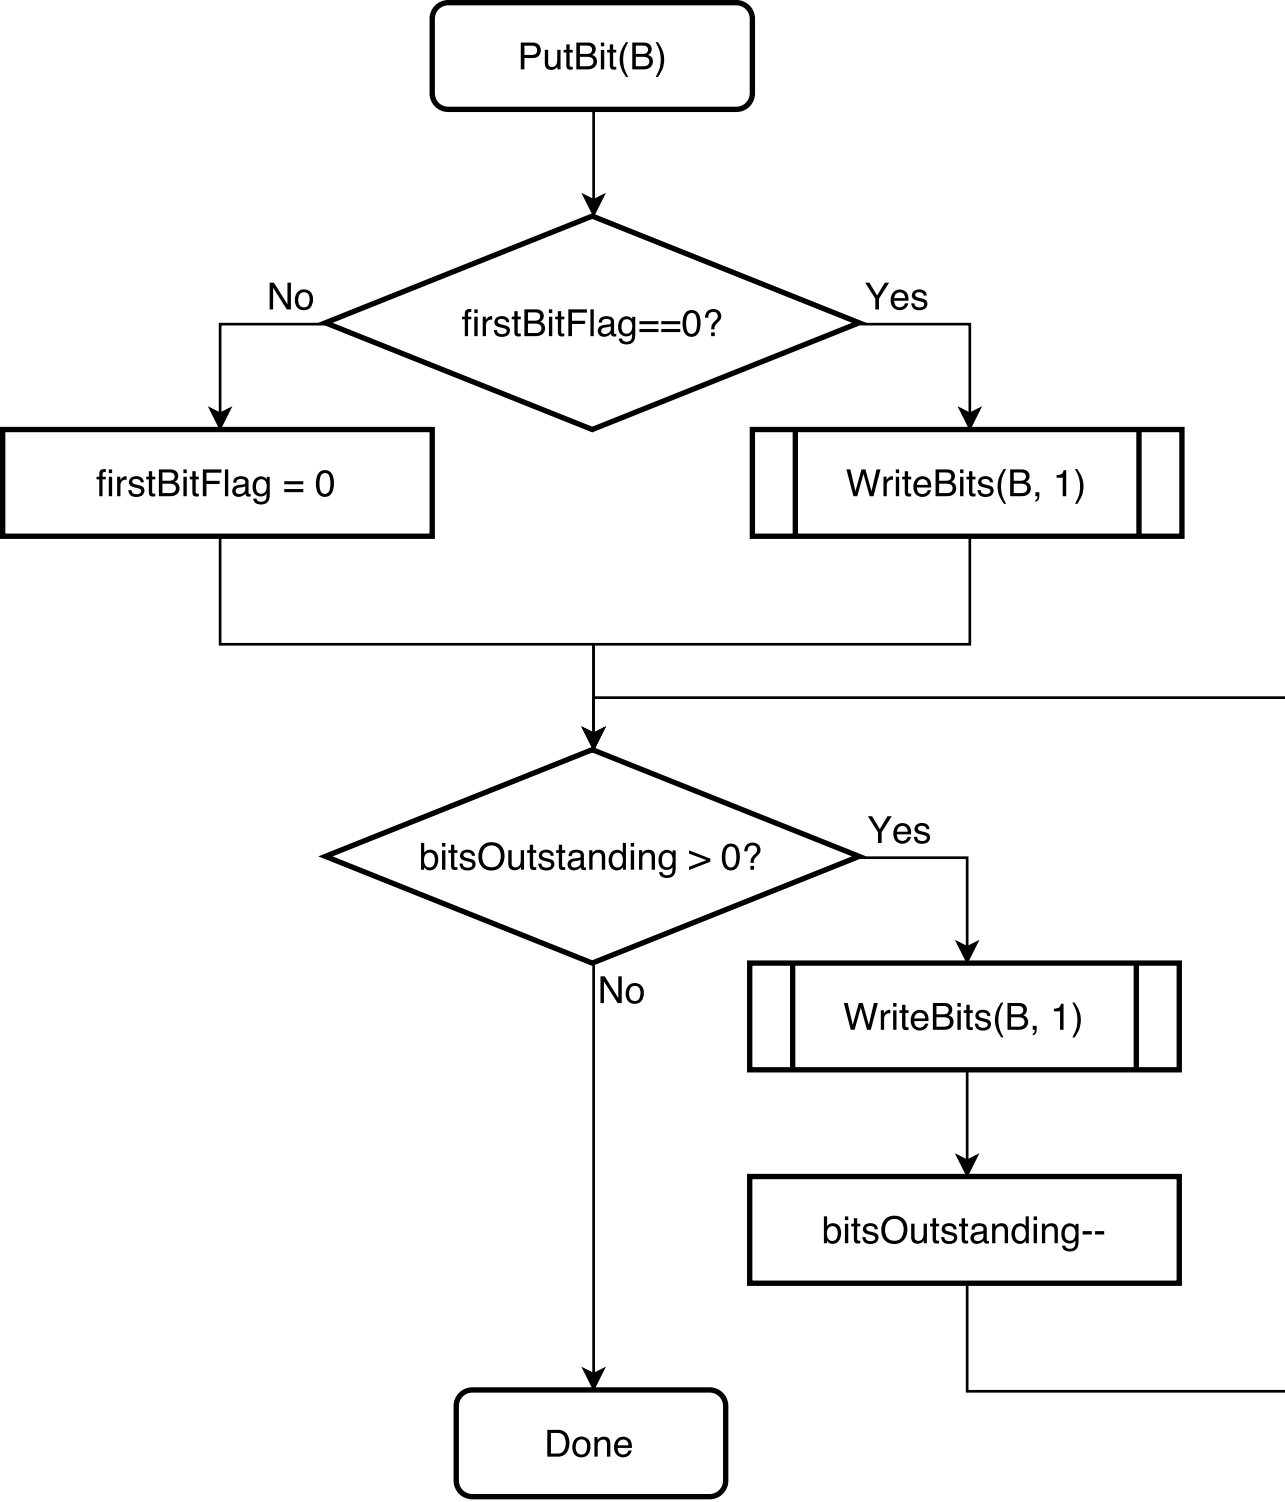 PutBit(B)
No
Yes
firstBitFlag==0?
firstBitFlag = 0
WriteBits(B, 1)
Yes
bitsOutstanding > 0?
No
WriteBits(B, 1)
bitsOutstanding--
Done